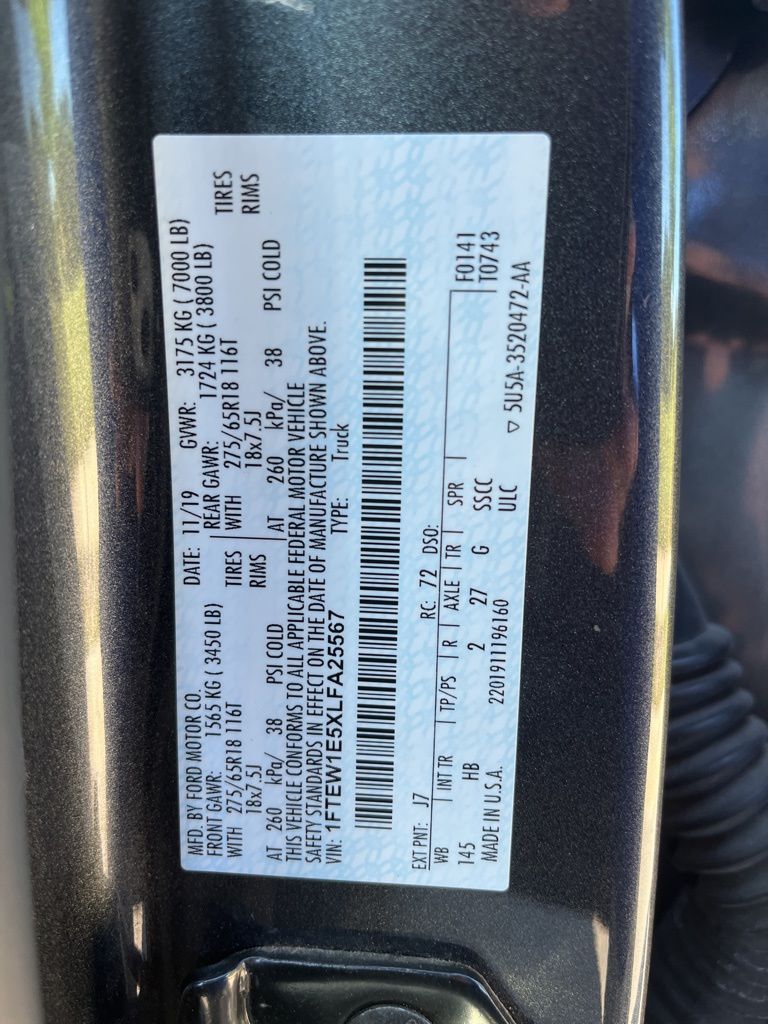 MFD. BY FORD MOTOR CO.
DATE: 11/19 GVWR: 3175 KG ( 7000 LB)
FRONT GAWR: 1565 KG ( 3450 LB) REAR GAWR: 1724 KG ( 3800 LB)
WITH 275/65R18 116T TIRES WITH 275/65R18 116T TIRES
18x7.5J RIMS 18x7.5J RIMS
AT 260 kPa/ 38 PSI COLD AT 260 kPa/ 38 PSI COLD
THIS VEHICLE CONFORMS TO ALL APPLICABLE FEDERAL MOTOR VEHICLE
SAFETY STANDARDS IN EFFECT ON THE DATE OF MANUFACTURE SHOWN ABOVE.
VIN: 1FTEW1E5XLFA25567 TYPE: Truck
EXT PNT: J7 RC: 72 DSO:
WB INT TR TP/PS R AXLE TR SPR F0141
145 HB 2 27 G SSCC T0743
MADE IN U.S.A. 2201911196160 ULC ▽ 5U5A-3520472-AA